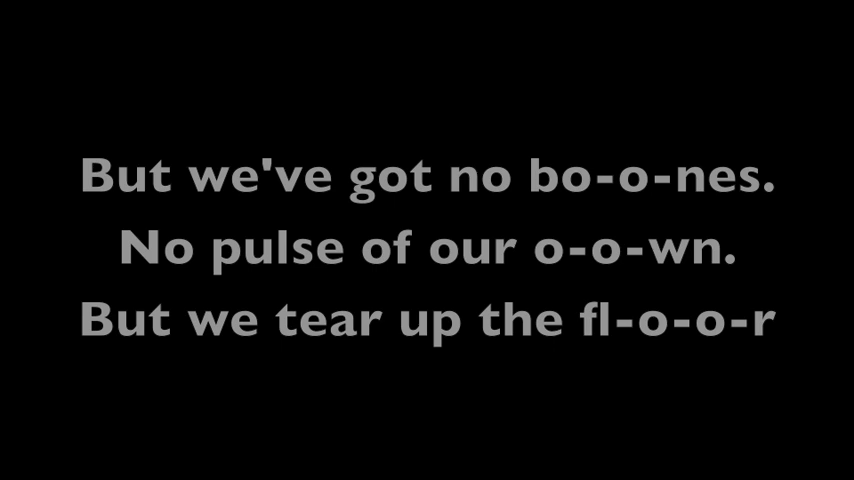 But we've got no bo-o-nes.
No pulse of our o-o-wn.
But we tear up the fl-o-o-r